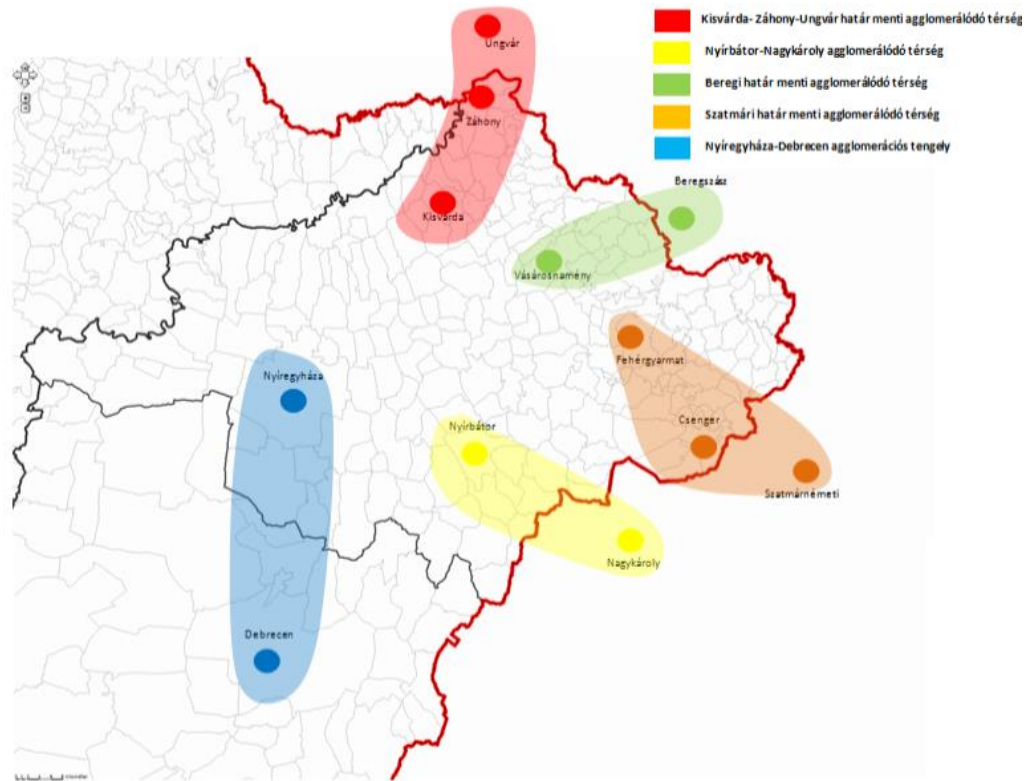 Kisvárda- Záhony-Ungvár határ menti agglomerálódó térség
Nyírbátor-Nagykároly agglomerálódó térség
Beregi határ menti agglomerálódó térség
Szatmári határ menti agglomerálódó térség
Nyíregyháza-Debrecen agglomerációs tengely
Ungvár
Záhony
Kisvárda
Beregszász
Vásárosnamény
Fehérgyarmat
Nyíregyháza
Csenger
Nyírbátor
Szatmárnémeti
Nagykároly
Debrecen